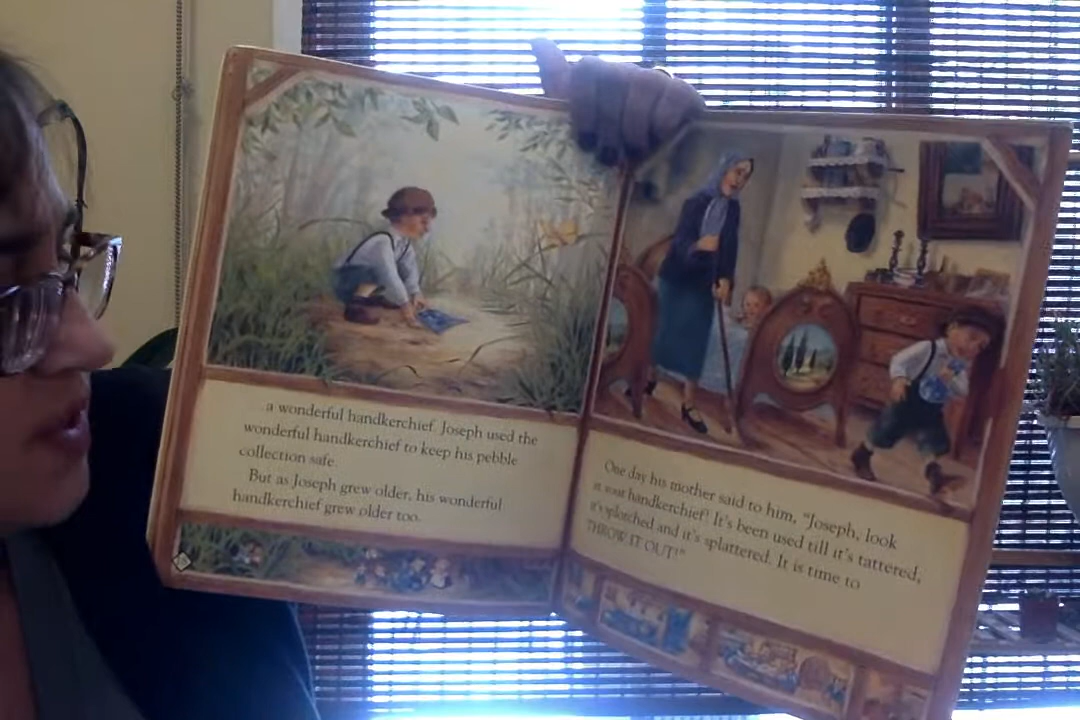 a wonderful handkerchief. Joseph used the
wonderful handkerchief to keep his pebble
collection safe.
But as Joseph grew older, his wonderful
handkerchief grew older too.
One day his mother said to him, "Joseph, look
at your handkerchief! It's been used till it's tattered,
it's splotched and it's splattered. It is time to
THROW IT OUT!"